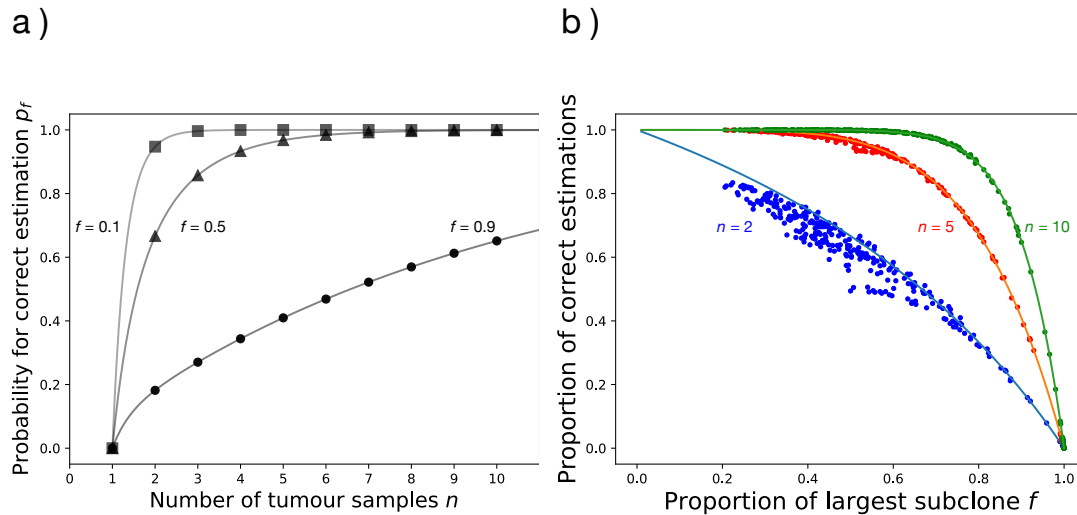 a)
Probability for correct estimation p_f
1.0
0.8
0.6
0.4
0.2
0.0
f = 0.1
f = 0.5
f = 0.9
0 1 2 3 4 5 6 7 8 9 10
Number of tumour samples n
b)
Proportion of correct estimations
1.0
0.8
0.6
0.4
0.2
0.0
n = 2
n = 5
n = 10
0.0 0.2 0.4 0.6 0.8 1.0
Proportion of largest subclone f